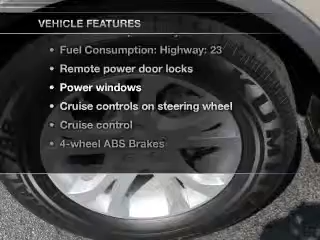 VEHICLE FEATURES
• Fuel Consumption: Highway: 23
• Remote power door locks
• Power windows
• Cruise controls on steering wheel
• Cruise control
• 4-wheel ABS Brakes
KUM